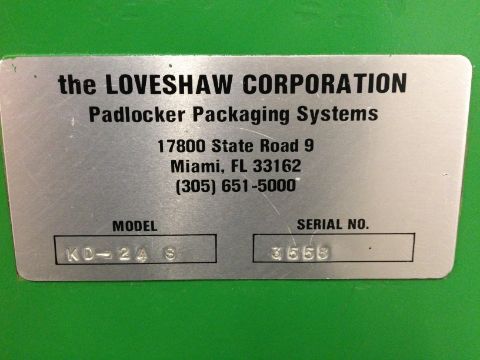 the LOVESHAW CORPORATION
Padlocker Packaging Systems
17800 State Road 9
Miami, FL 33162
(305) 651-5000
MODEL SERIAL NO.
KD-24 S 3558